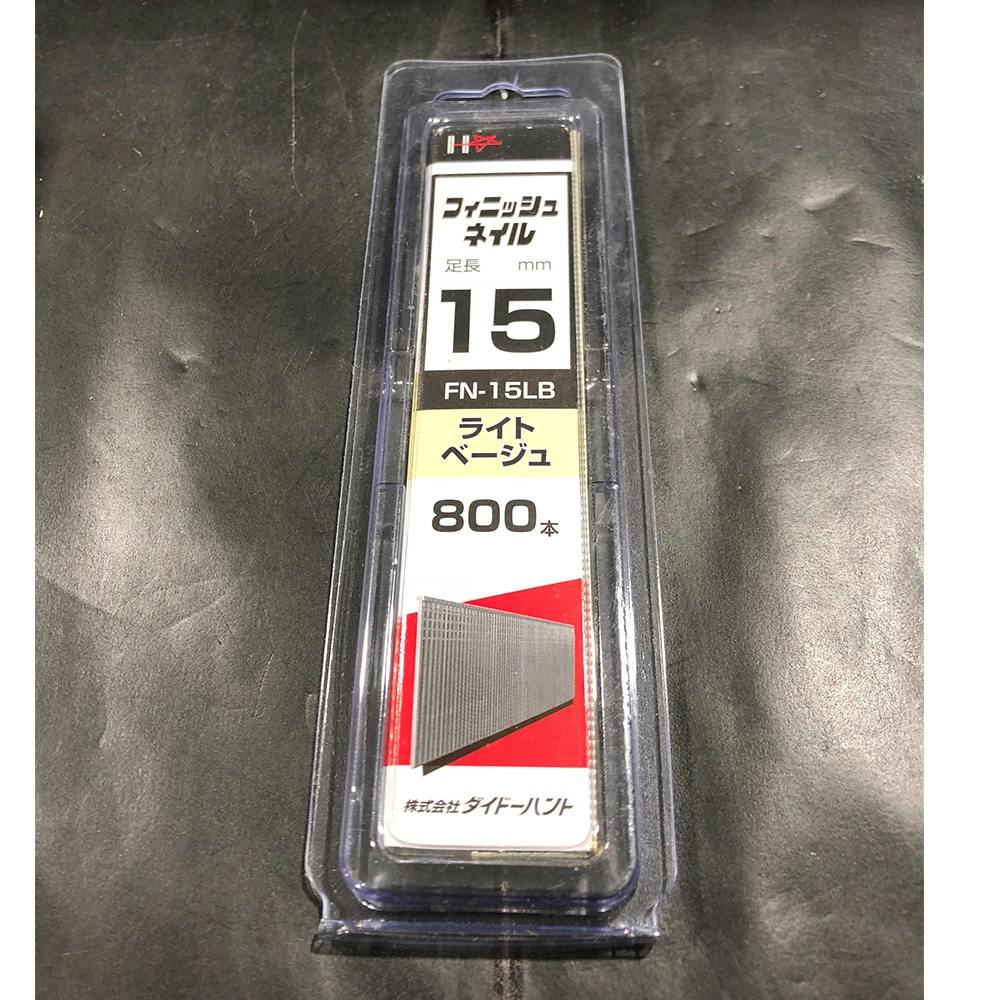 H
フィニッシュ
ネイル
足長 mm
15
FN-15LB
ライト
ベージュ
800本
株式会社 ダイドーハント